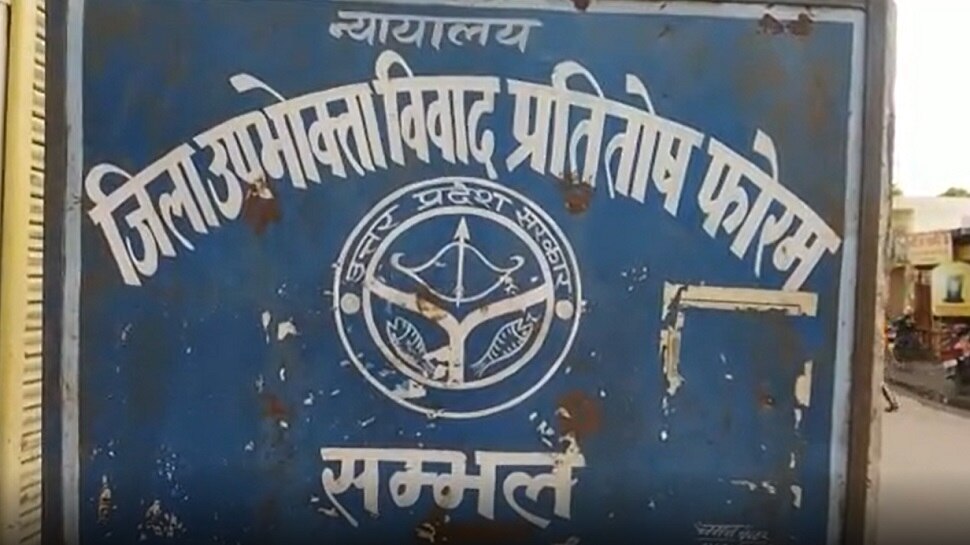 न्यायालय
जिला उपभोक्ता विवाद प्रतितोष फोरम
उत्तर प्रदेश सरकार
सम्भल